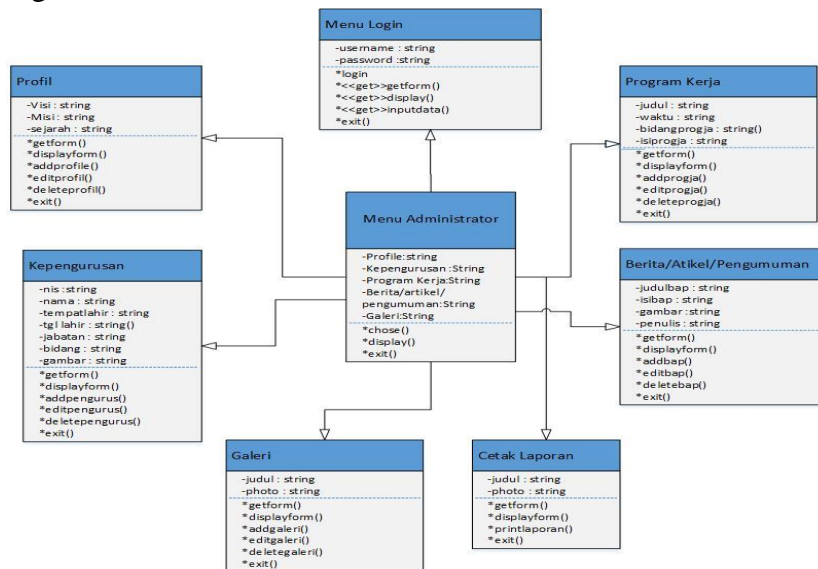 Menu Login
-username : string
-password :string
*login
*<<get>>getform()
*<<get>>display()
*<<get>>inputdata()
*exit()
Profil
-Visi : string
-Misi : string
-sejarah : string
*getform()
*displayform()
*addprofile()
*editprofil()
*deleteprofil()
*exit()
Program Kerja
-judul : string
-waktu : string
-bidangprogja : string()
-isiprogja : string
*getform()
*displayform()
*addprogja()
*editprogja()
*deleteprogja()
*exit()
Menu Administrator
-Profile:string
-Kepengurusan :String
-Program Kerja:String
-Berita/artikel/
pengumuman:String
-Galeri:String
*chose()
*display()
*exit()
Kepengurusan
-nis :string
-nama : string
-tempatlahir : string
-tgl lahir : string()
-jabatan : string
-bidang : string
-gambar : string
*getform()
*displayform()
*addpengurus()
*editpengurus()
*deletepengurus()
*exit()
Berita/Atikel/Pengumuman
-judulbap : string
-isibap : string
-gambar :string
-penulis : string
*getform()
*displayform()
*addbap()
*editbap()
*deletebap()
*exit()
Galeri
-judul : string
-photo : string
*getform()
*displayform()
*addgaleri()
*editgaleri()
*deletegaleri()
*exit()
Cetak Laporan
-judul : string
-photo : string
*getform()
*displayform()
*printlaporan()
*exit()